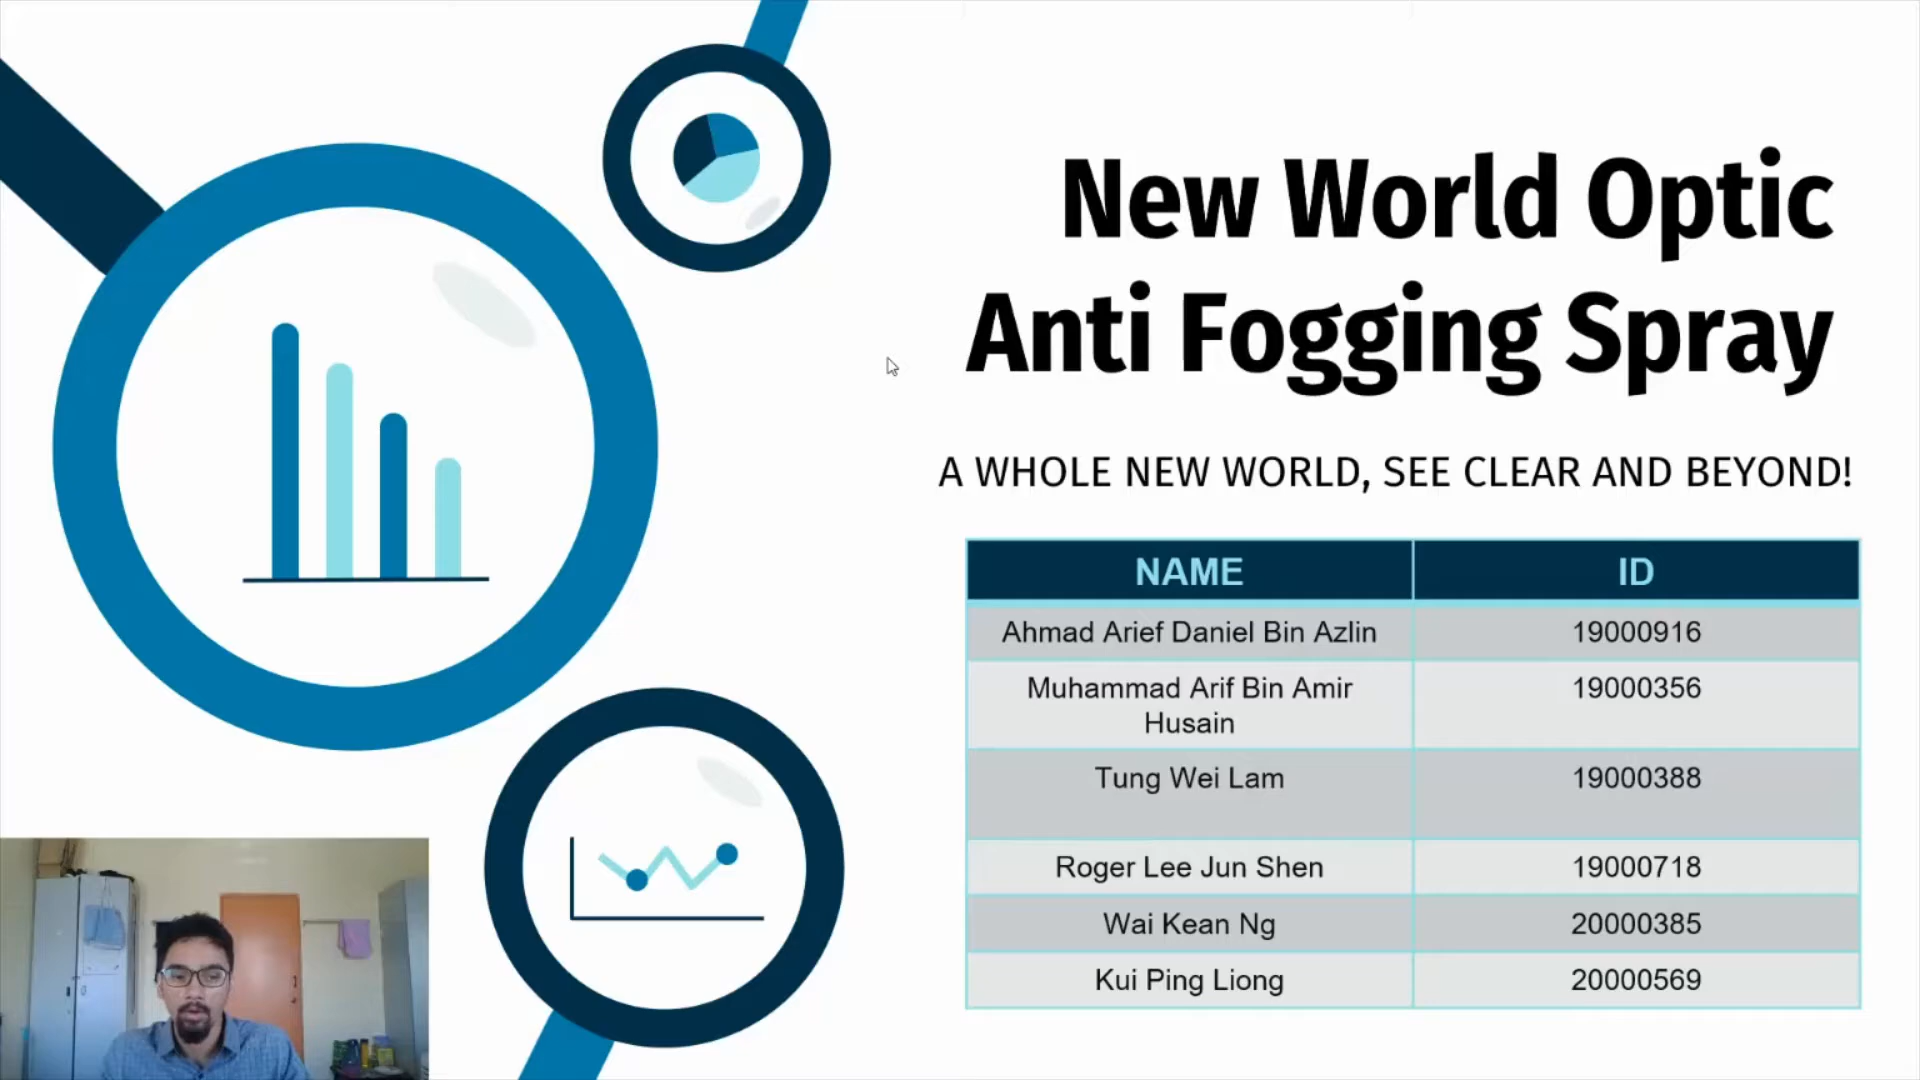 New World Optic
Anti Fogging Spray
A WHOLE NEW WORLD, SEE CLEAR AND BEYOND!
NAME ID
Ahmad Arief Daniel Bin Azlin 19000916
Muhammad Arif Bin Amir 19000356
Husain
Tung Wei Lam 19000388
Roger Lee Jun Shen 19000718
Wai Kean Ng 20000385
Kui Ping Liong 20000569